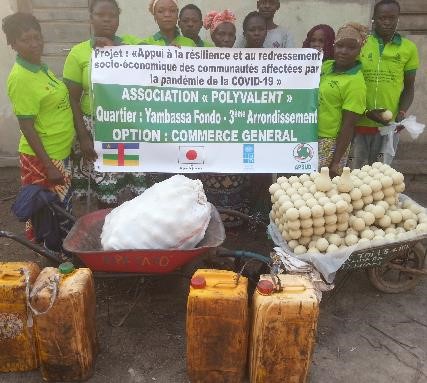 Projet : «Appui à la résilience et au redressement
socio-économique des communautés affectées par
la pandémie de la COVID-19 »
ASSOCIATION « POLYVALENT »
Quartier : Yambassa Fondo - 3ème Arrondissement
OPTION : COMMERCE GENERAL